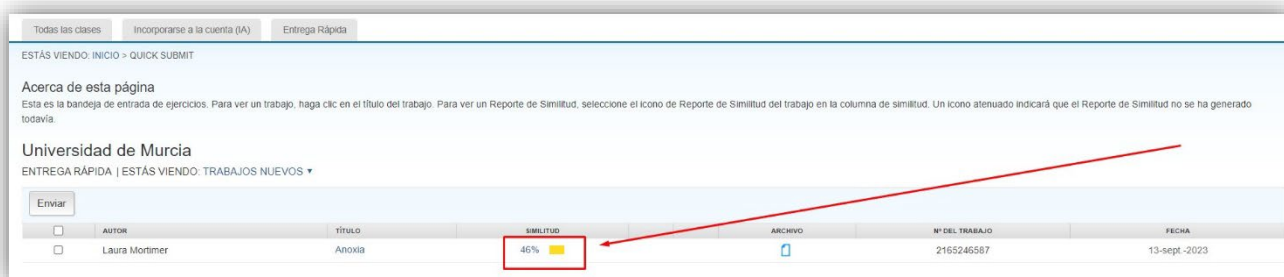 Todas las clases
Incorporarse a la cuenta (IA)
Entrega Rápida
ESTÁS VIENDO: INICIO > QUICK SUBMIT
Acerca de esta página
Esta es la bandeja de entrada de ejercicios. Para ver un trabajo, haga clic en el título del trabajo. Para ver un Reporte de Similitud, seleccione el icono de Reporte de Similitud del trabajo en la columna de similitud. Un icono atenuado indicará que el Reporte de Similitud no se ha generado
todavía.
Universidad de Murcia
ENTREGA RÁPIDA | ESTÁS VIENDO: TRABAJOS NUEVOS ▼
Enviar
AUTOR TÍTULO SIMILITUD ARCHIVO Nº DEL TRABAJO FECHA
Laura Mortimer Anoxia 46% 2165246587 13-sept.-2023